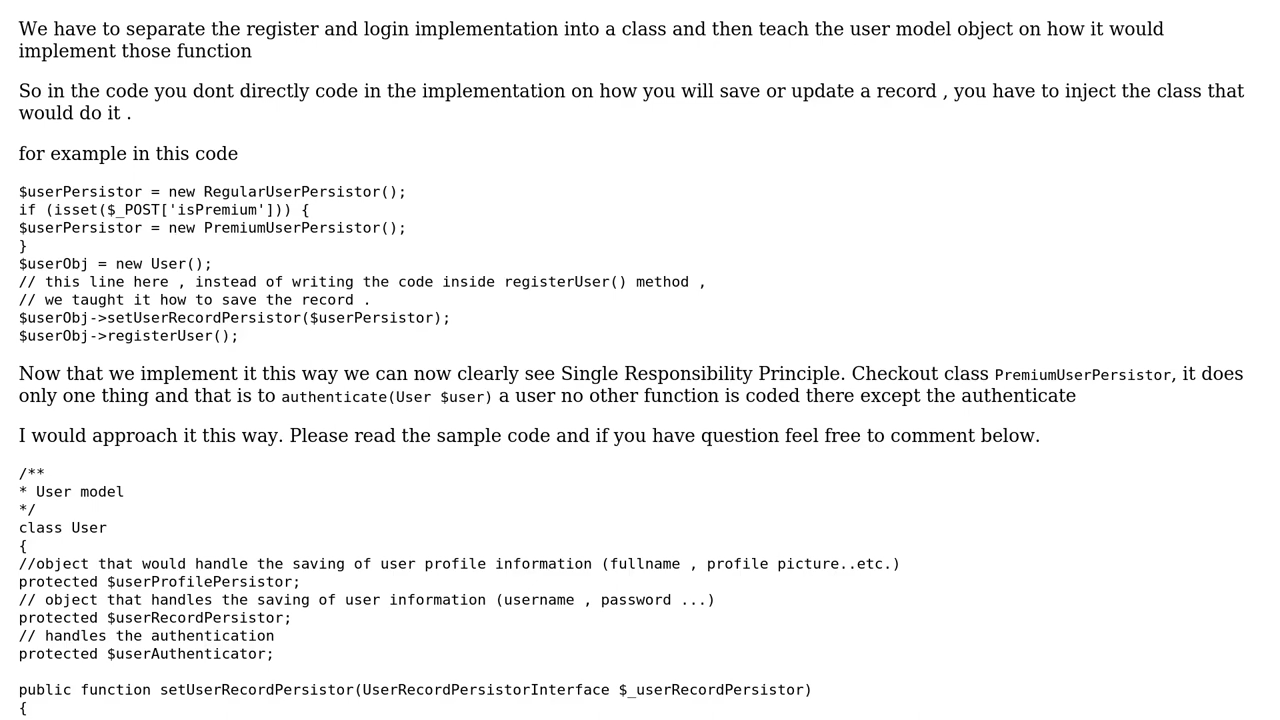 We have to separate the register and login implementation into a class and then teach the user model object on how it would
implement those function
So in the code you dont directly code in the implementation on how you will save or update a record , you have to inject the class that
would do it .
for example in this code
$userPersistor = new RegularUserPersistor();
if (isset($_POST['isPremium'])) {
$userPersistor = new PremiumUserPersistor();
}
$userObj = new User();
// this line here , instead of writing the code inside registerUser() method ,
// we taught it how to save the record .
$userObj->setUserRecordPersistor($userPersistor);
$userObj->registerUser();
Now that we implement it this way we can now clearly see Single Responsibility Principle. Checkout class PremiumUserPersistor, it does
only one thing and that is to authenticate(User $user) a user no other function is coded there except the authenticate
I would approach it this way. Please read the sample code and if you have question feel free to comment below.
/**
* User model
*/
class User
{
//object that would handle the saving of user profile information (fullname , profile picture..etc.)
protected $userProfilePersistor;
// object that handles the saving of user information (username , password ...)
protected $userRecordPersistor;
// handles the authentication
protected $userAuthenticator;
public function setUserRecordPersistor(UserRecordPersistorInterface $_userRecordPersistor)
{